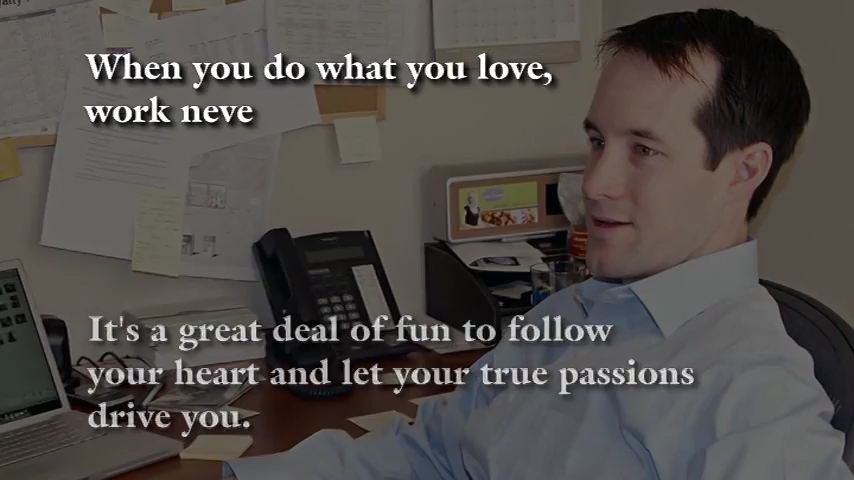 When you do what you love,
work neve
It's a great deal of fun to follow
your heart and let your true passions
drive you.